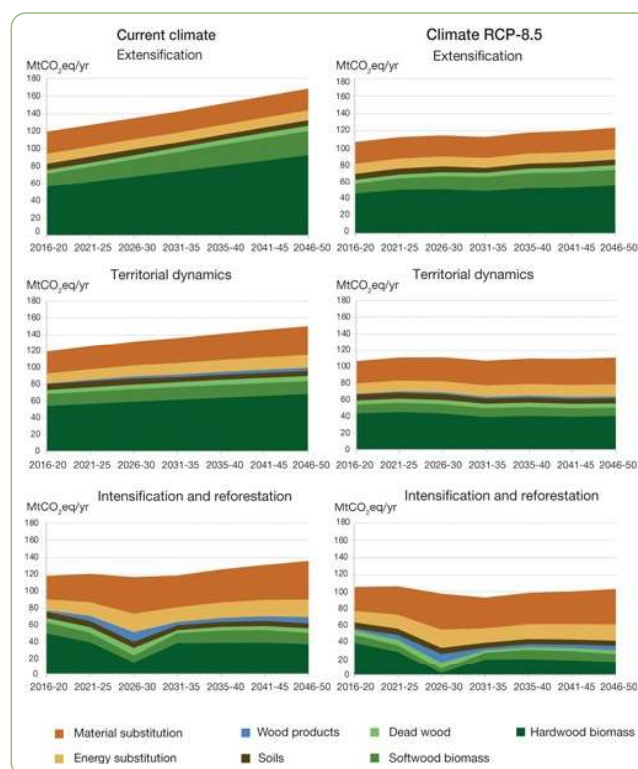 Current climate
Extensification
MtCO₂eq/yr
180
160
140
120
100
80
60
40
20
0
2016-20 2021-25 2026-30 2031-35 2035-40 2041-45 2046-50
Climate RCP-8.5
Extensification
MtCO₂eq/yr
180
160
140
120
100
80
60
40
20
0
2016-20 2021-25 2026-30 2031-35 2035-40 2041-45 2046-50
Territorial dynamics
MtCO₂eq/yr
180
160
140
120
100
80
60
40
20
0
2016-20 2021-25 2026-30 2031-35 2035-40 2041-45 2046-50
Territorial dynamics
MtCO₂eq/yr
180
160
140
120
100
80
60
40
20
0
2016-20 2021-25 2026-30 2031-35 2035-40 2041-45 2046-50
Intensification and reforestation
MtCO₂eq/yr
180
160
140
120
100
80
60
40
20
0
2016-20 2021-25 2026-30 2031-35 2035-40 2041-45 2046-50
Intensification and reforestation
MtCO₂eq/yr
180
160
140
120
100
80
60
40
20
0
2016-20 2021-25 2026-30 2031-35 2035-40 2041-45 2046-50
Material substitution Wood products Dead wood Hardwood biomass
Energy substitution Soils Softwood biomass